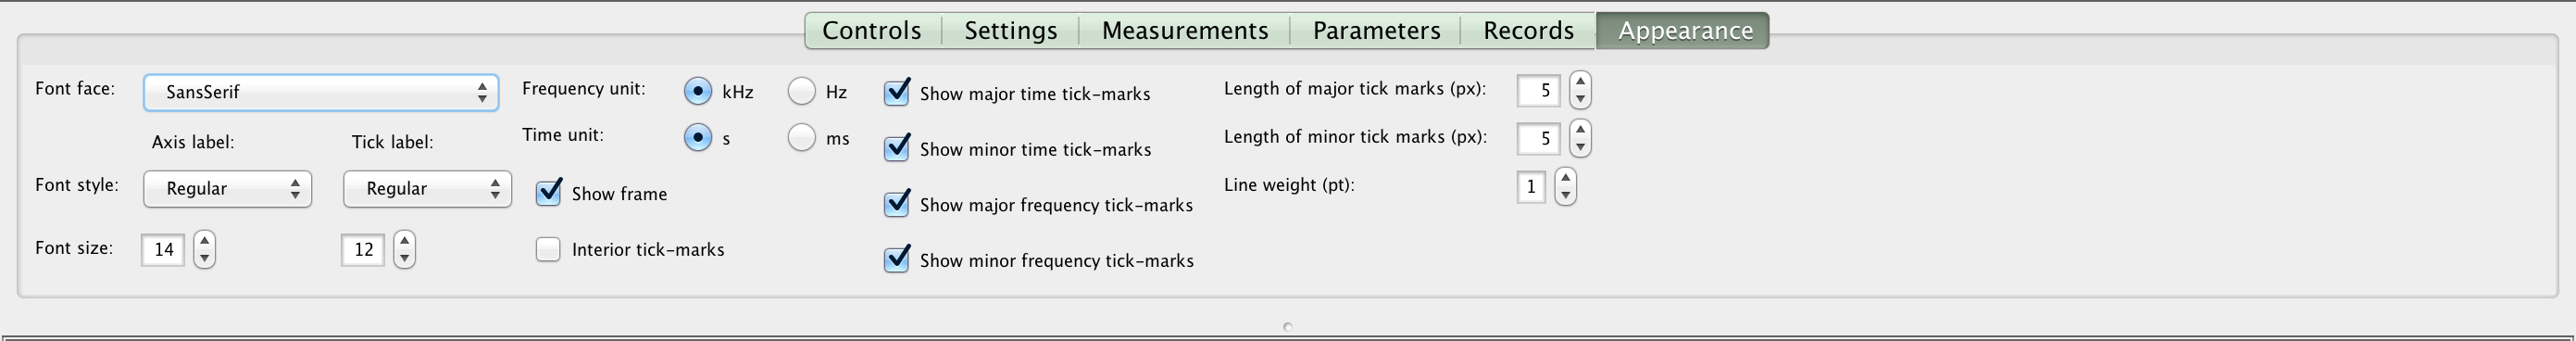 Controls Settings Measurements Parameters Records Appearance
Font face: SansSerif Frequency unit: kHz Hz Show major time tick-marks Length of major tick marks (px): 5
Axis label: Tick label: Time unit: s ms Show minor time tick-marks Length of minor tick marks (px): 5
Font style: Regular Regular Show frame Show major frequency tick-marks Line weight (pt): 1
Font size: 14 12 Interior tick-marks Show minor frequency tick-marks